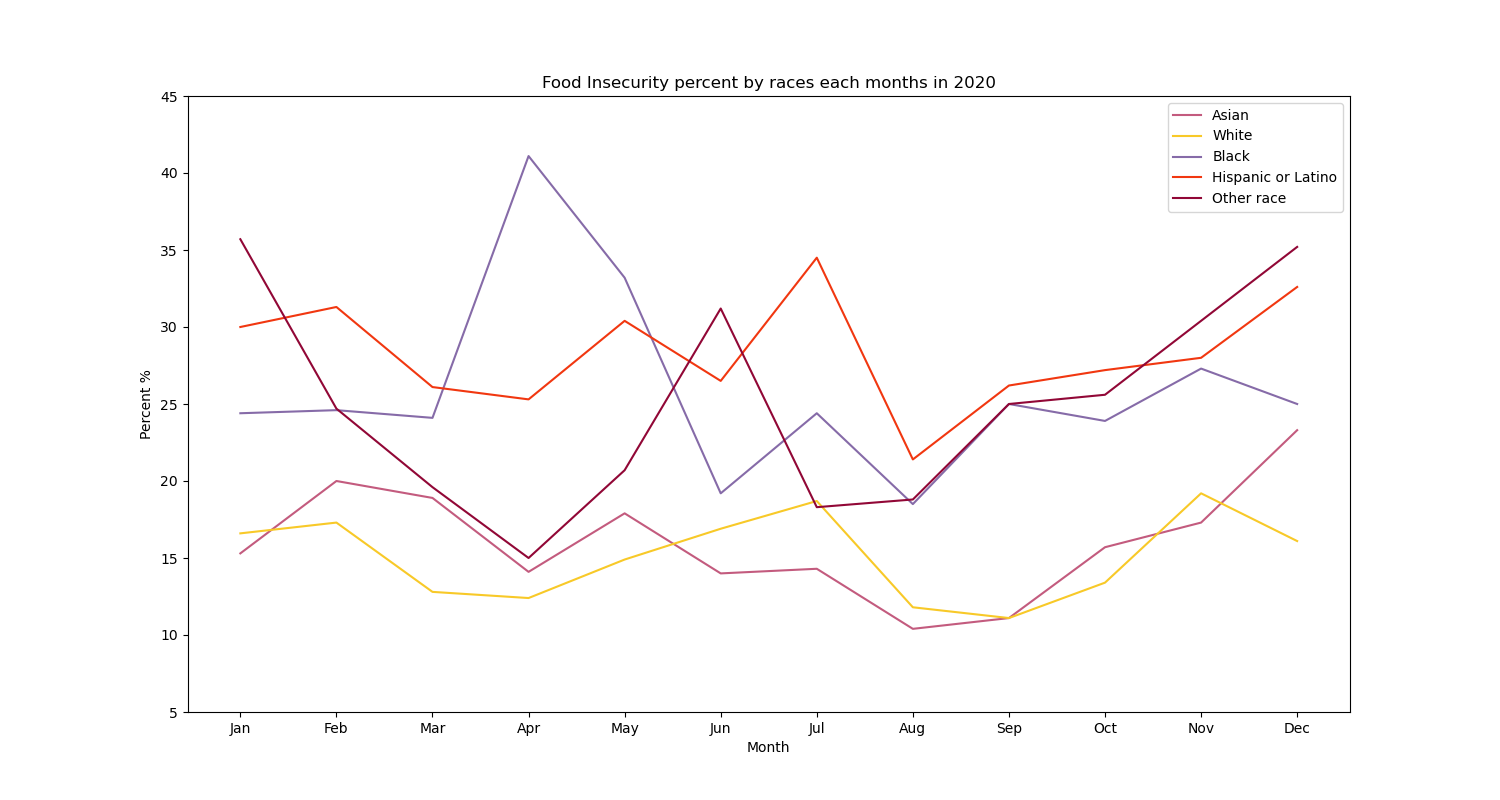 Food Insecurity percent by races each months in 2020
45
40
35
30
25
20
15
10
5
Percent %
Asian
White
Black
Hispanic or Latino
Other race
Jan Feb Mar Apr May Jun Jul Aug Sep Oct Nov Dec
Month